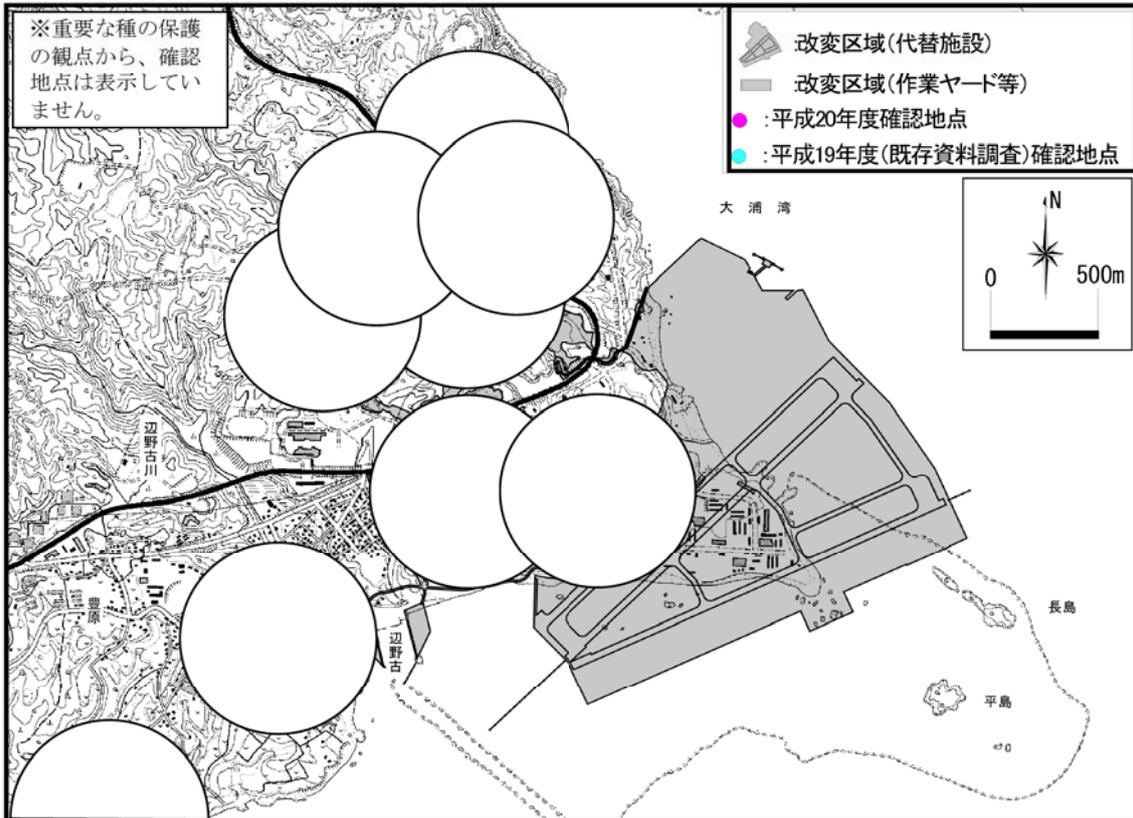 ※重要な種の保護
の観点から、確認
地点は表示してい
ません。
:改変区域(代替施設)
:改変区域(作業ヤード等)
:平成20年度確認地点
:平成19年度(既存資料調査)確認地点
大浦湾
N
0 500m
辺野古川
豊原
辺野古
長島
平島